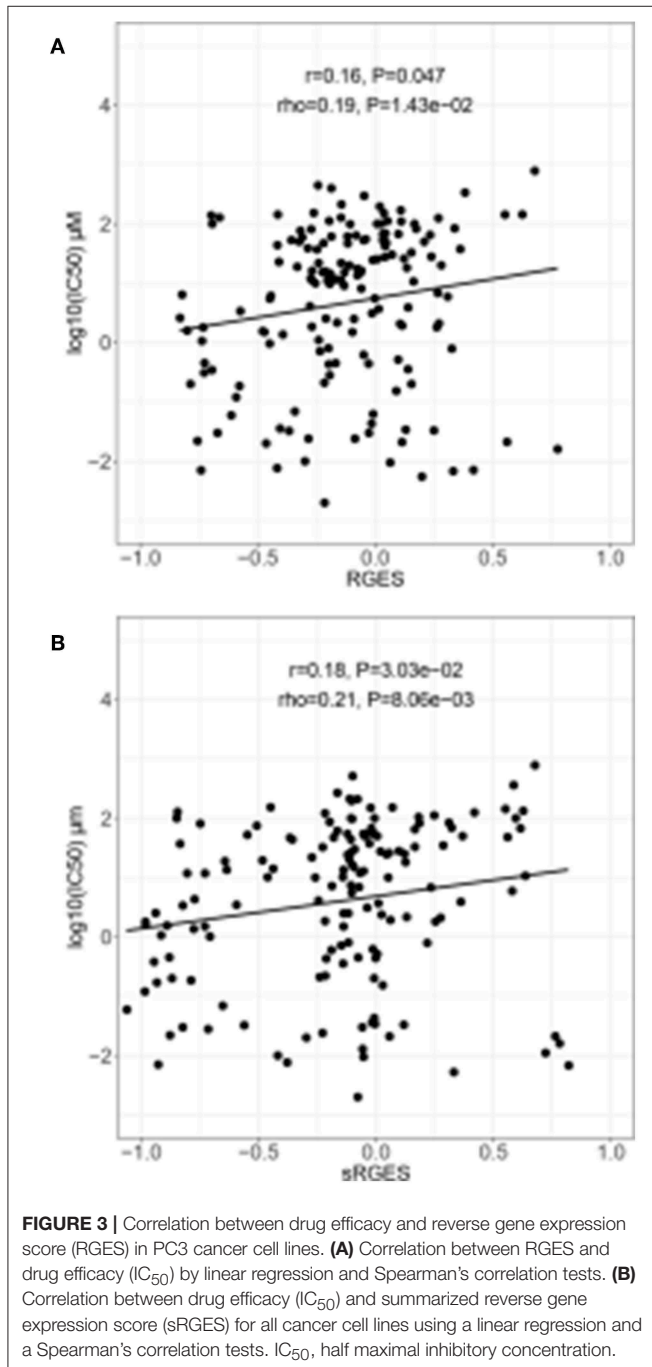 A
r=0.16, P=0.047
rho=0.19, P=1.43e−02
log10(IC50) μM
4
2
0
−2
−1.0 −0.5 0.0 0.5 1.0
RGES
B
r=0.18, P=3.03e−02
rho=0.21, P=8.06e−03
log10(IC50) μm
4
2
0
−2
−1.0 −0.5 0.0 0.5 1.0
sRGES
FIGURE 3 | Correlation between drug efficacy and reverse gene expression
score (RGES) in PC3 cancer cell lines. (A) Correlation between RGES and
drug efficacy (IC50) by linear regression and Spearman's correlation tests. (B)
Correlation between drug efficacy (IC50) and summarized reverse gene
expression score (sRGES) for all cancer cell lines using a linear regression and
a Spearman's correlation tests. IC50, half maximal inhibitory concentration.